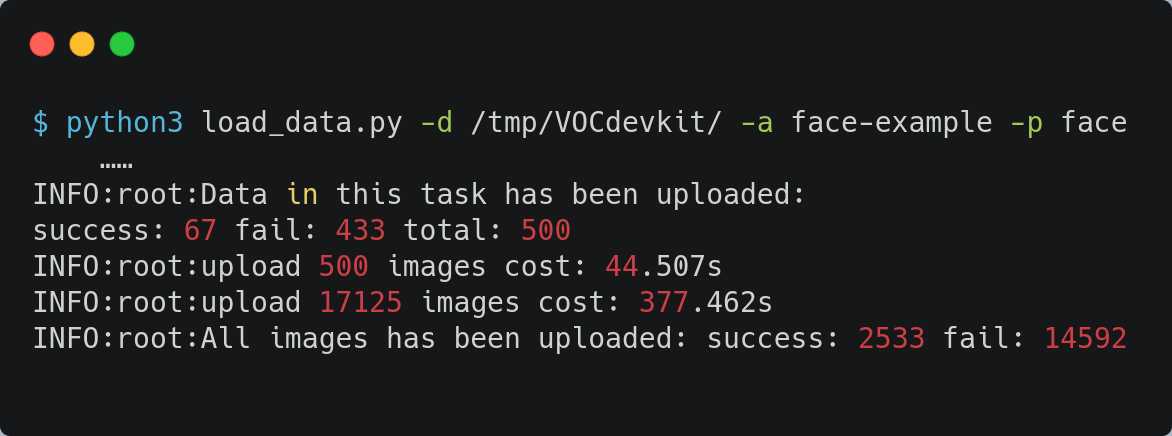 $ python3 load_data.py -d /tmp/VOCdevkit/ -a face-example -p face
……
INFO:root:Data in this task has been uploaded:
success: 67 fail: 433 total: 500
INFO:root:upload 500 images cost: 44.507s
INFO:root:upload 17125 images cost: 377.462s
INFO:root:All images has been uploaded: success: 2533 fail: 14592